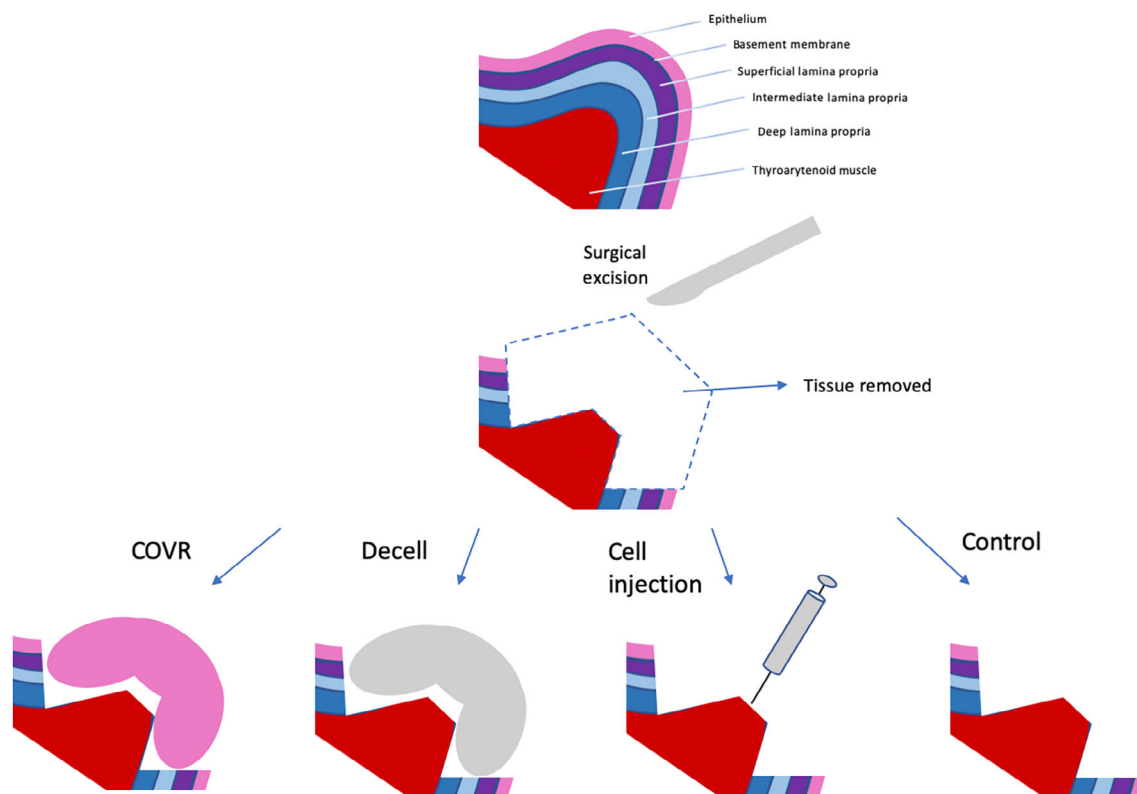 Epithelium
Basement membrane
Superficial lamina propria
Intermediate lamina propria
Deep lamina propria
Thyroarytenoid muscle
Surgical
excision
Tissue removed
COVR
Decell
Cell
injection
Control